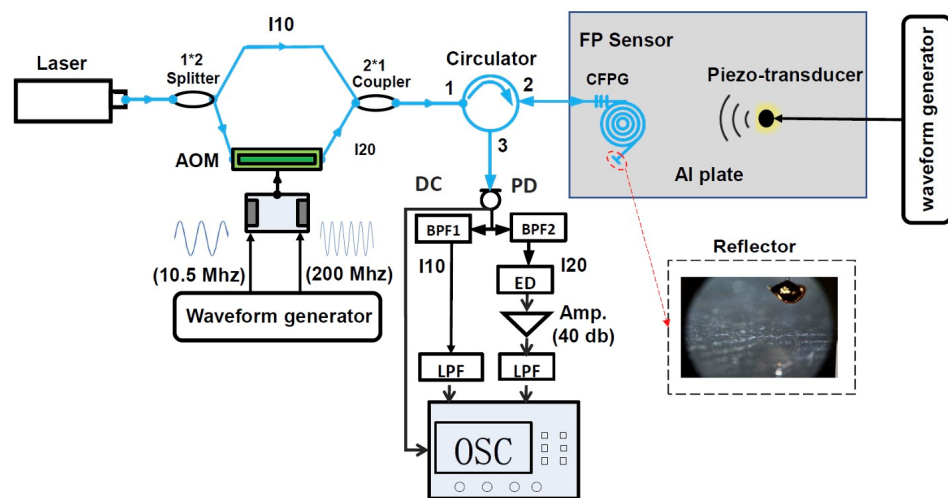 Laser
1*2
Splitter
I10
2*1
Coupler
Circulator
1
2
3
AOM
I20
(10.5 Mhz)
(200 Mhz)
Waveform generator
FP Sensor
CFPG
Piezo-transducer
Al plate
waveform generator
DC
PD
BPF1
BPF2
I10
I20
ED
Amp.
(40 db)
LPF
LPF
OSC
Reflector